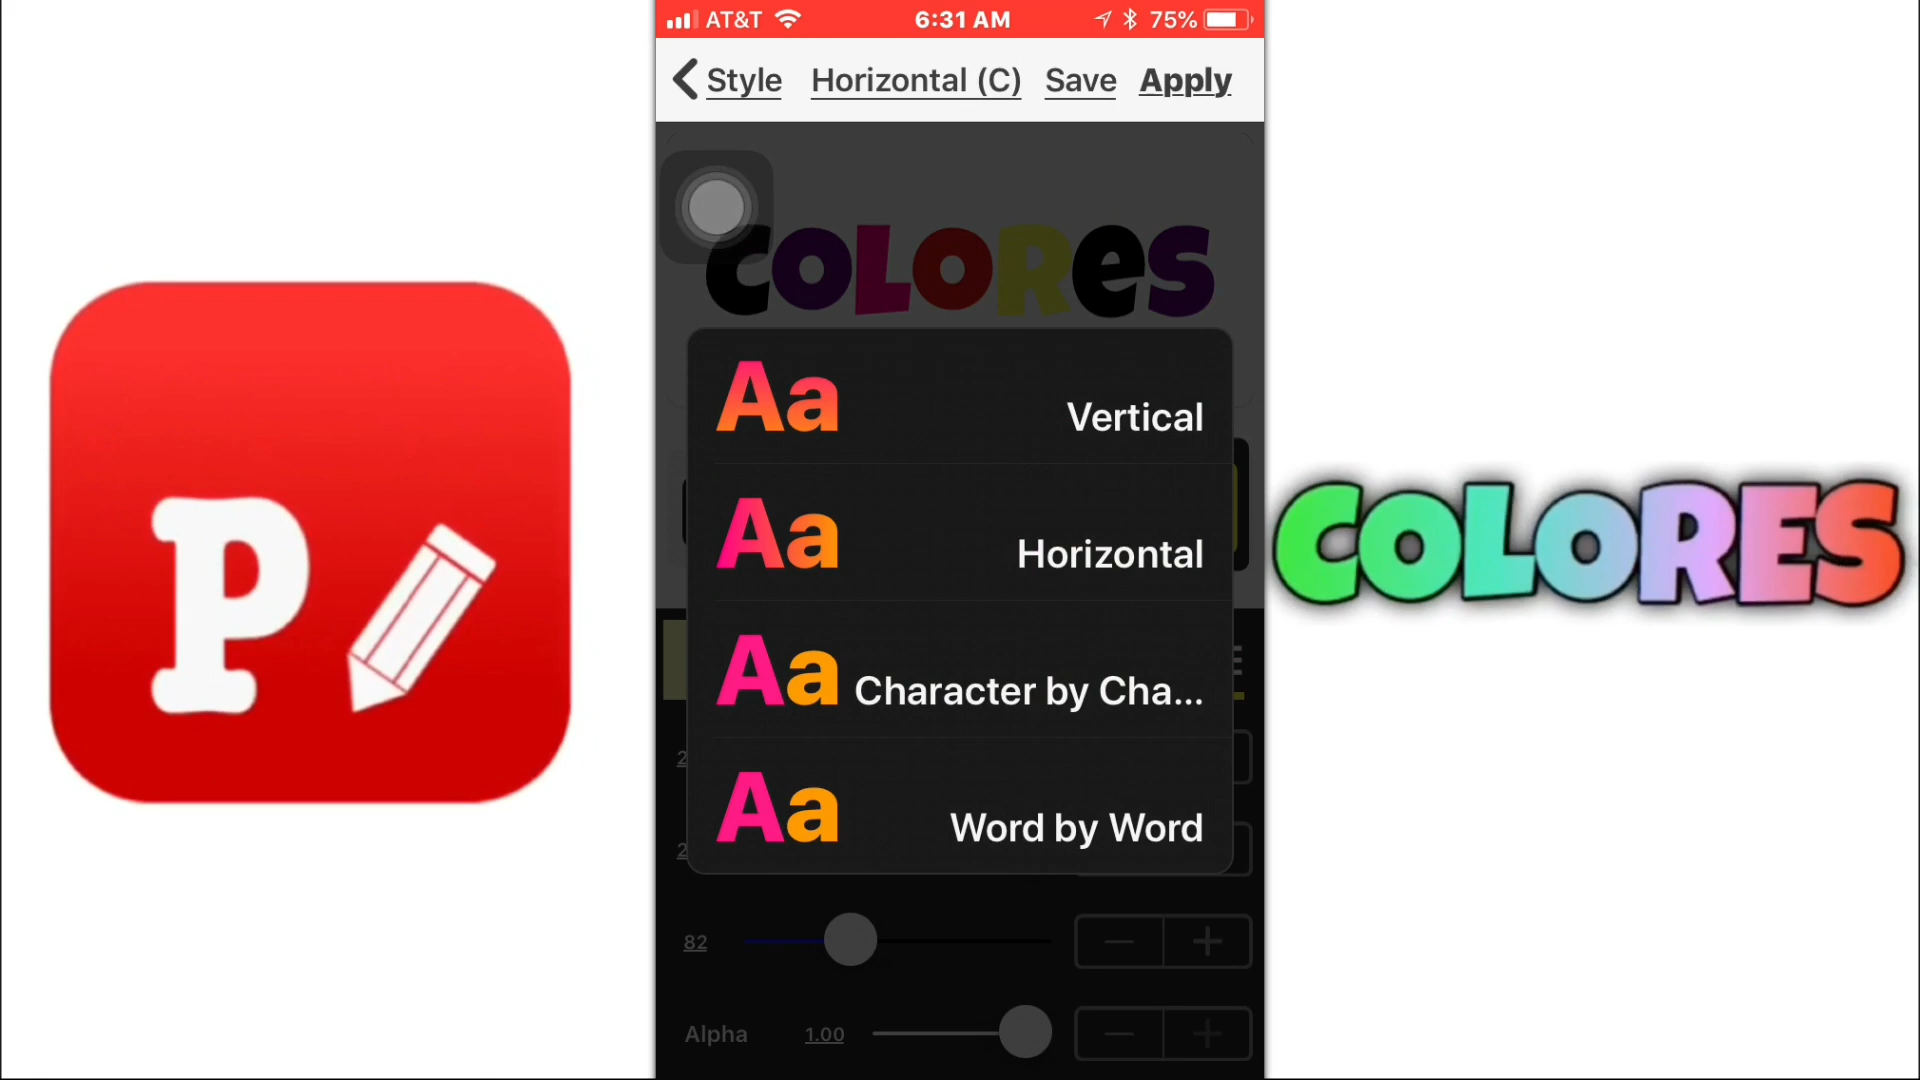 AT&T 6:31 AM 75%
Style Horizontal (C) Save Apply
COLOReS
Aa Vertical
Aa Horizontal
Aa Character by Cha...
Aa Word by Word
82
Alpha 1.00
P
COLORES